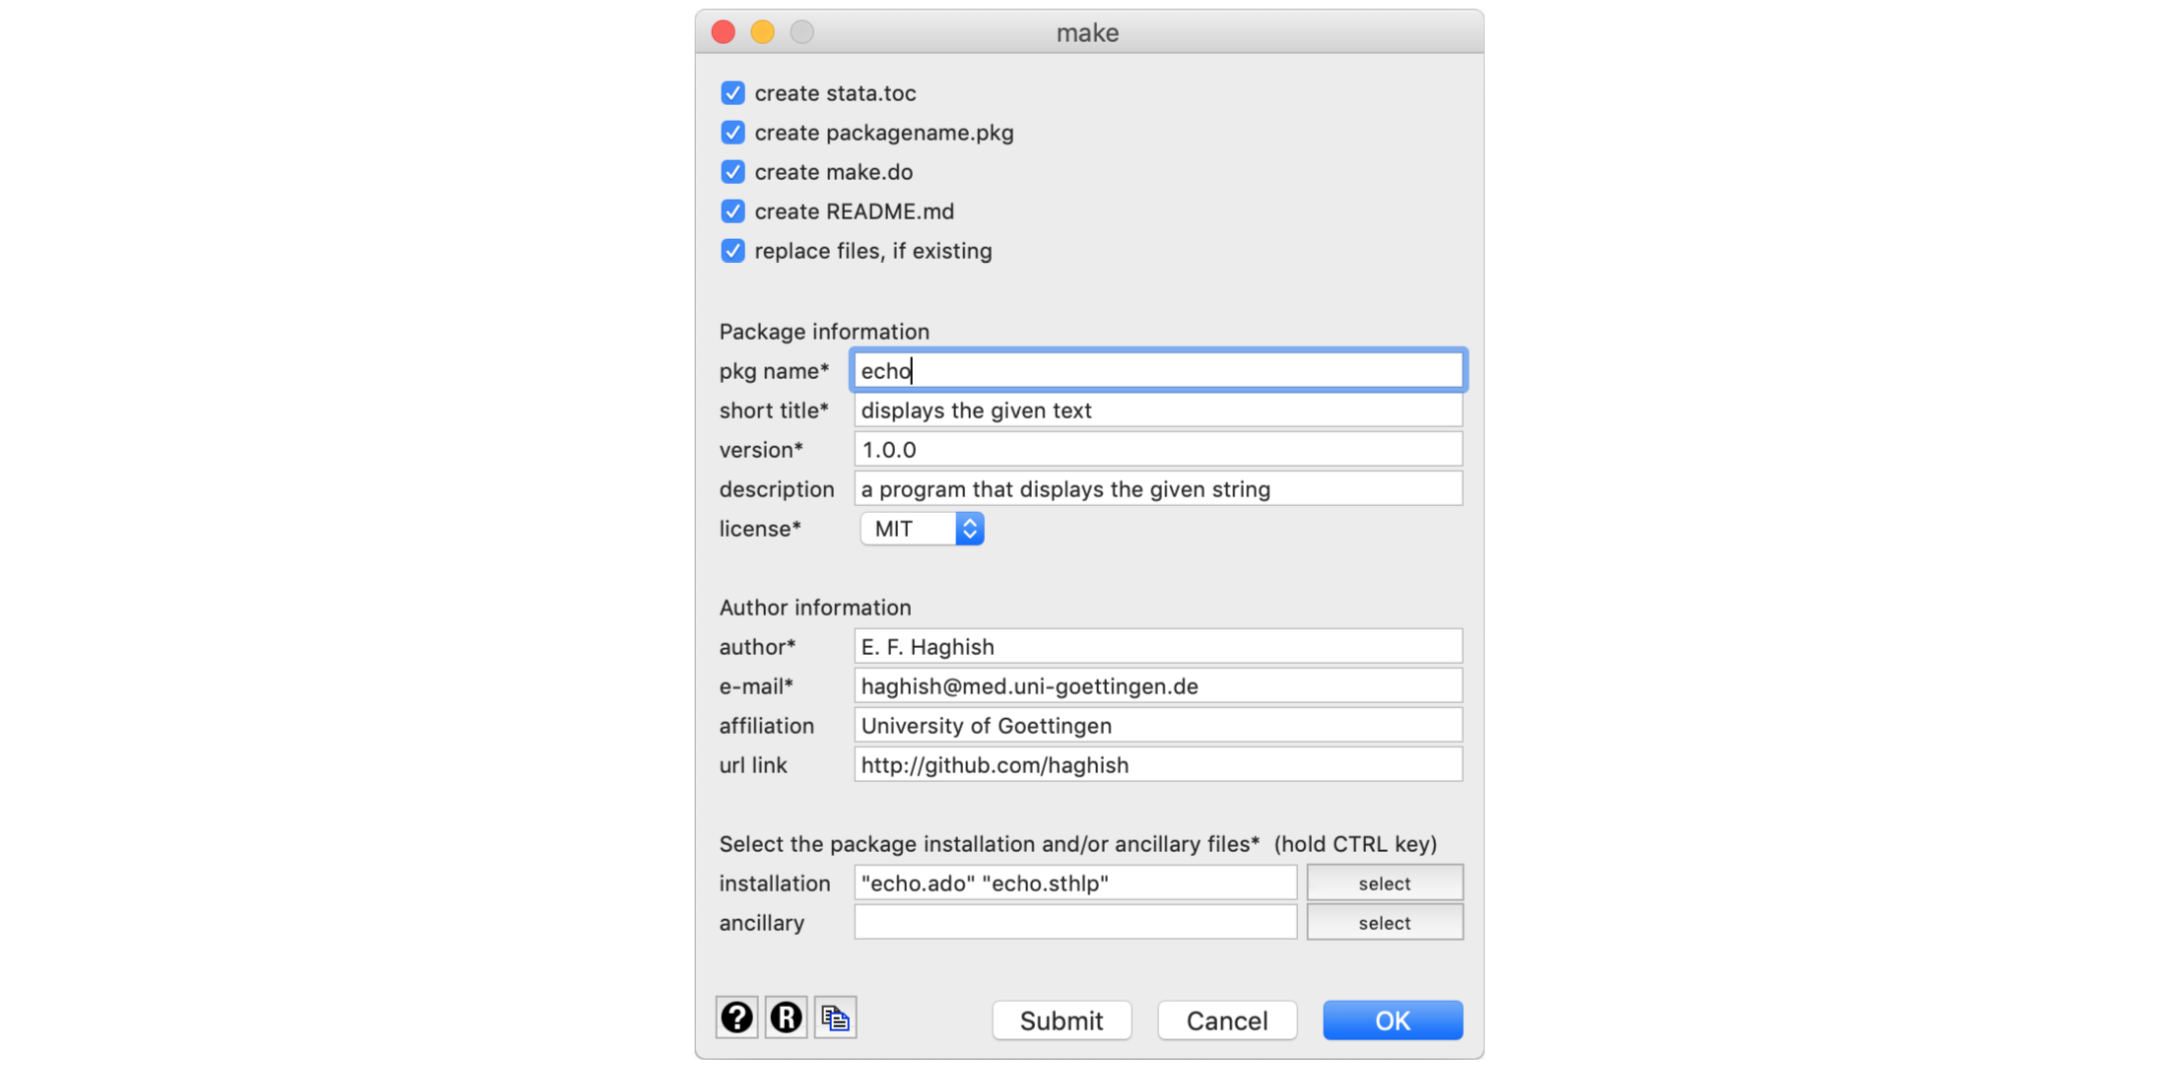 make
create stata.toc
create packagename.pkg
create make.do
create README.md
replace files, if existing
Package information
pkg name* echo
short title* displays the given text
version* 1.0.0
description a program that displays the given string
license* MIT
Author information
author* E. F. Haghish
e-mail* haghish@med.uni-goettingen.de
affiliation University of Goettingen
url link http://github.com/haghish
Select the package installation and/or ancillary files* (hold CTRL key)
installation "echo.ado" "echo.sthlp" select
ancillary select
? R Submit Cancel OK